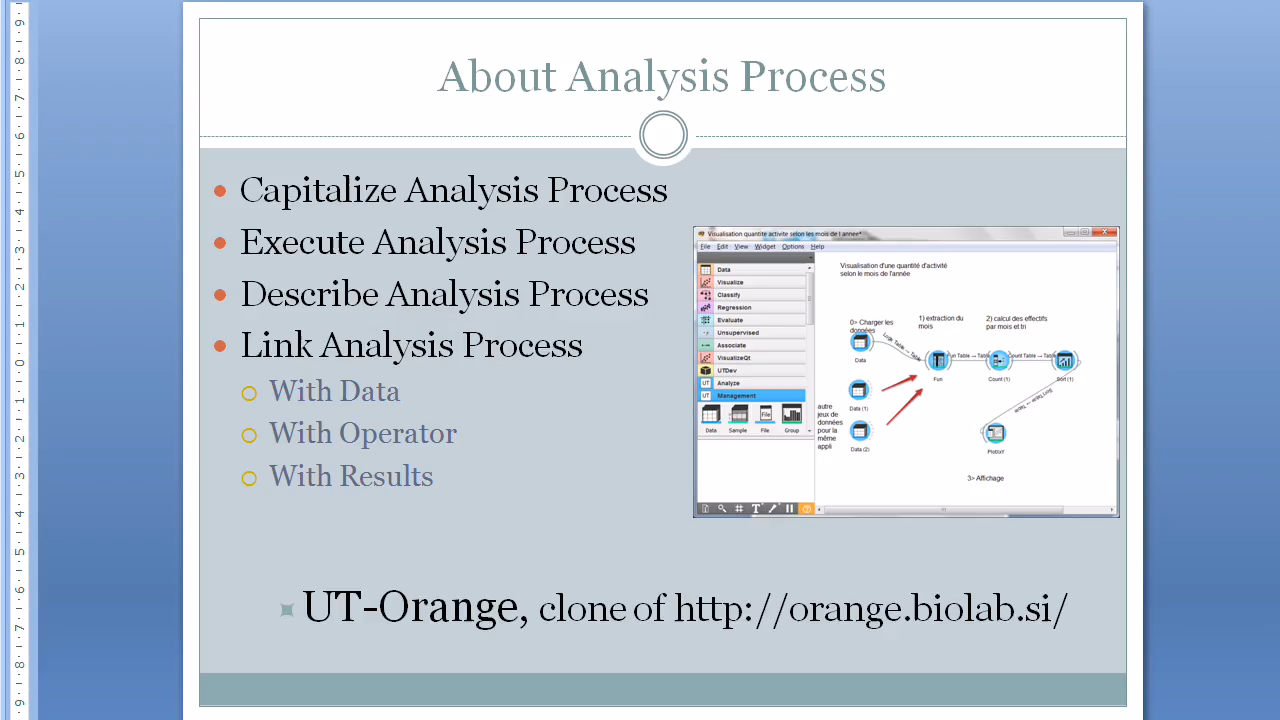 About Analysis Process
Capitalize Analysis Process
Execute Analysis Process
Describe Analysis Process
Link Analysis Process
With Data
With Operator
With Results
Visualisation quantite activite selon les mois de l annee*
File Edit View Widget Options Help
Data
Visualize
Classify
Regression
Evaluate
Unsupervised
Associate
VisualizeQt
UTDev
UT Analyze
UT Management
Data Sample File Group
Visualisation d'une quantité d'activité
selon le mois de l'année
0> Charger les
données
1) extraction du
mois
2) calcul des effectifs
par mois et tri
Data
Fun
Count (1)
Sort (1)
Data (1)
Data (2)
autre
jeux de
données
pour la
même
appli
3> Affichage
UT-Orange, clone of http://orange.biolab.si/